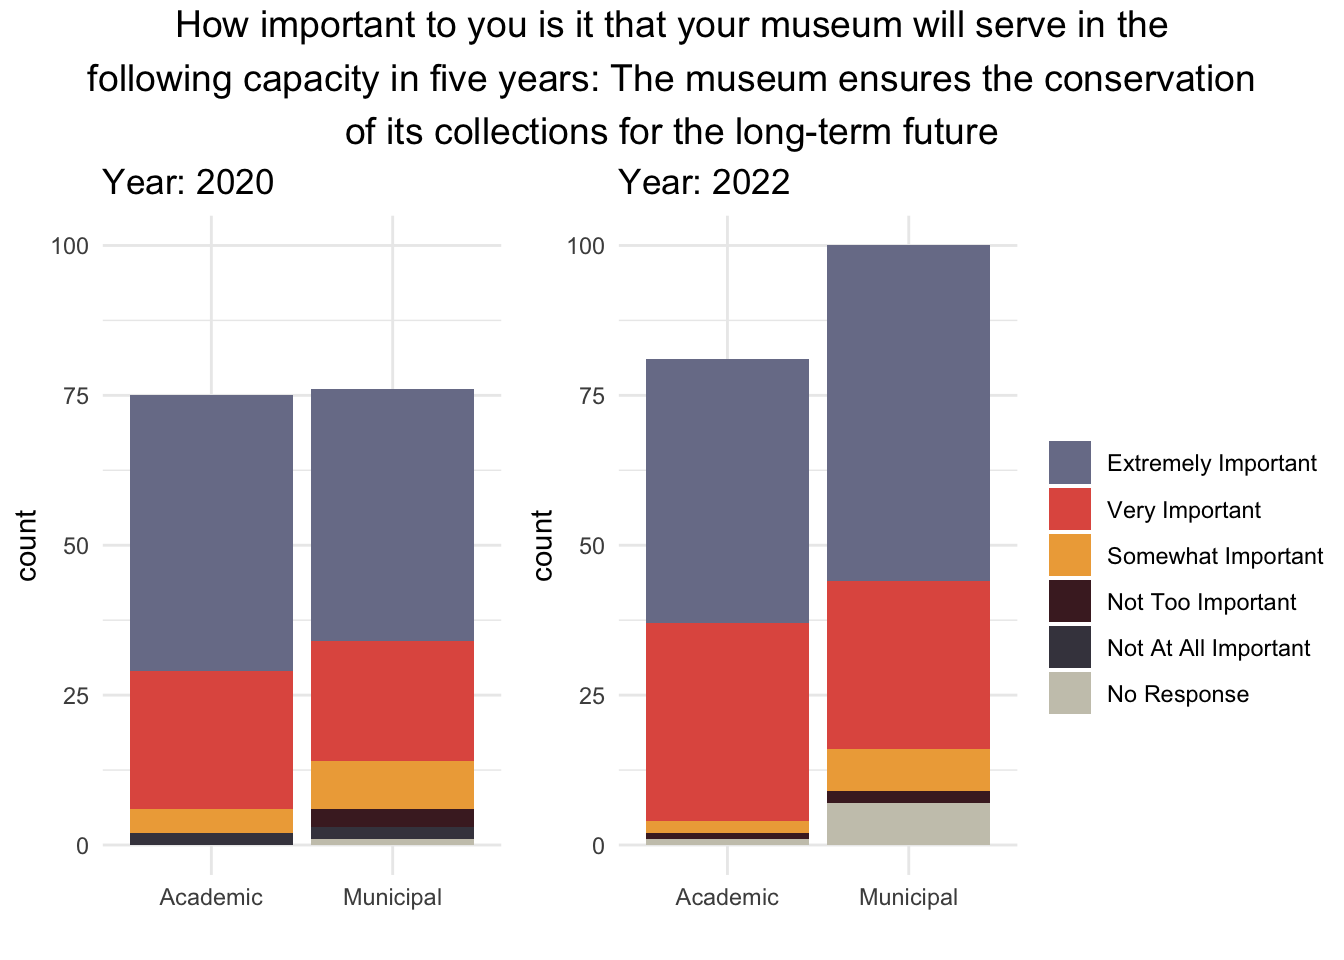 How important to you is it that your museum will serve in the
following capacity in five years: The museum ensures the conservation
of its collections for the long-term future
Year: 2020
100
75
50
25
0
count
Academic
Municipal
Year: 2022
100
75
50
25
0
count
Academic
Municipal
Extremely Important
Very Important
Somewhat Important
Not Too Important
Not At All Important
No Response